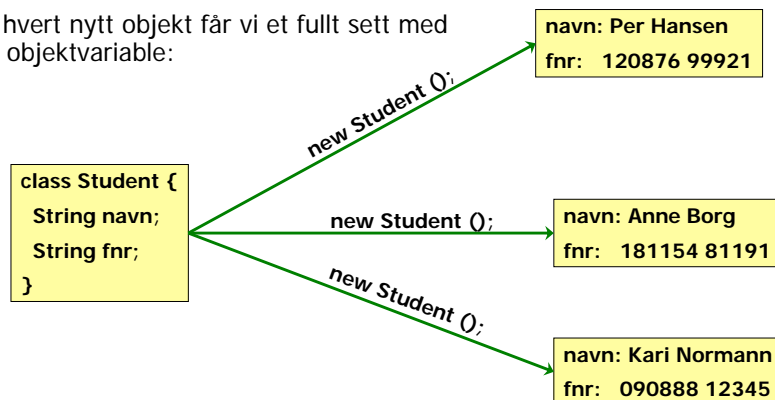 hvert nytt objekt får vi et fullt sett med
objektvariable:
navn: Per Hansen
fnr: 120876 99921
new Student ();
class Student {
String navn;
String fnr;
}
new Student ();
navn: Anne Borg
fnr: 181154 81191
new Student ();
navn: Kari Normann
fnr: 090888 12345